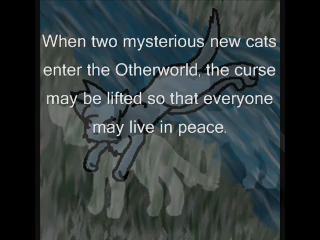 When two mysterious new cats
enter the Otherworld, the curse
may be lifted so that everyone
may live in peace.